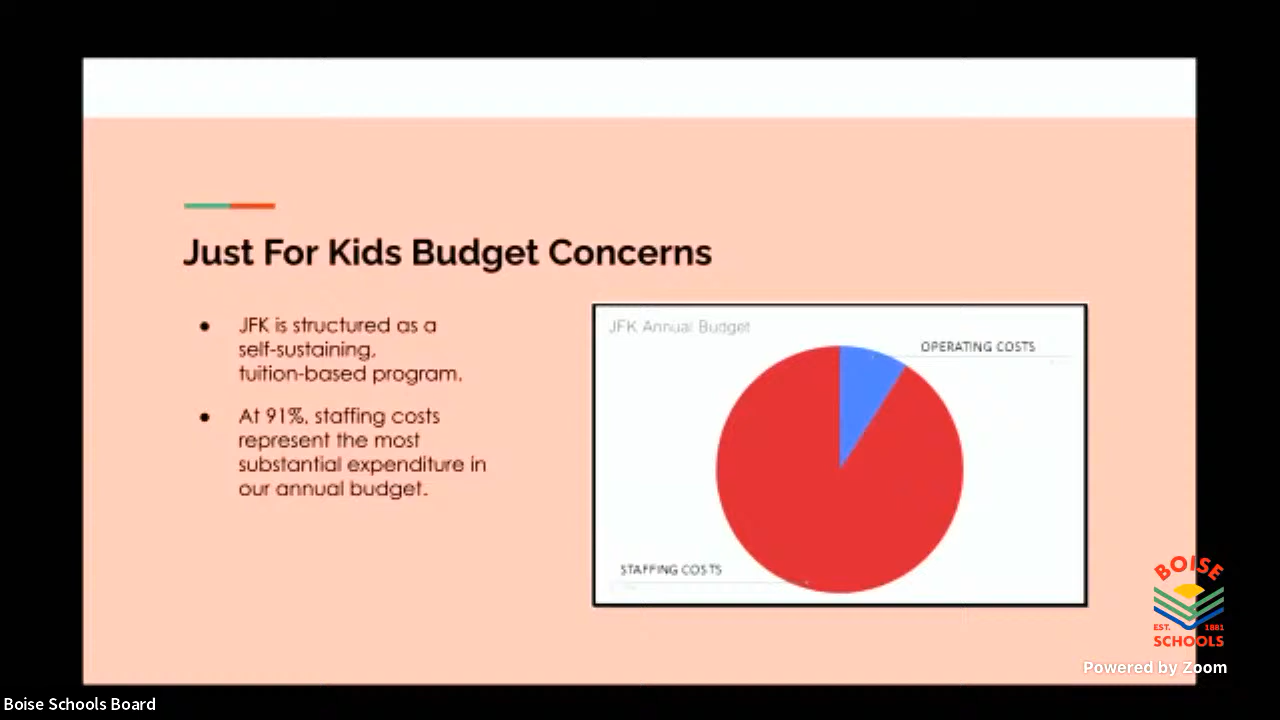 Just For Kids Budget Concerns
● JFK is structured as a
self-sustaining,
tuition-based program.
● At 91%, staffing costs
represent the most
substantial expenditure in
our annual budget.
JFK Annual Budget
OPERATING COSTS
STAFFING COSTS
BOISE
EST. 1881
SCHOOLS
Powered by Zoom
Boise Schools Board